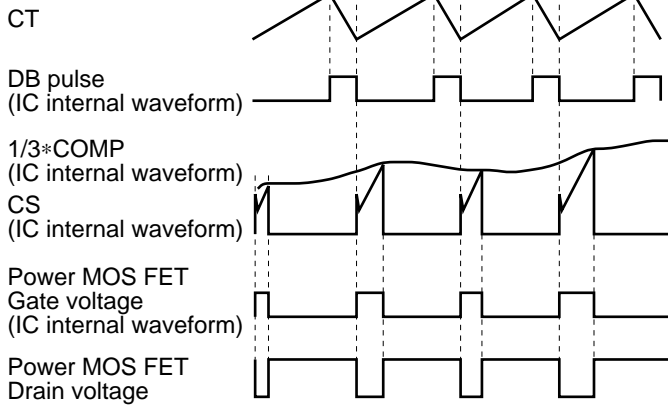 CT
DB pulse
(IC internal waveform)
1/3*COMP
(IC internal waveform)
CS
(IC internal waveform)
Power MOS FET
Gate voltage
(IC internal waveform)
Power MOS FET
Drain voltage